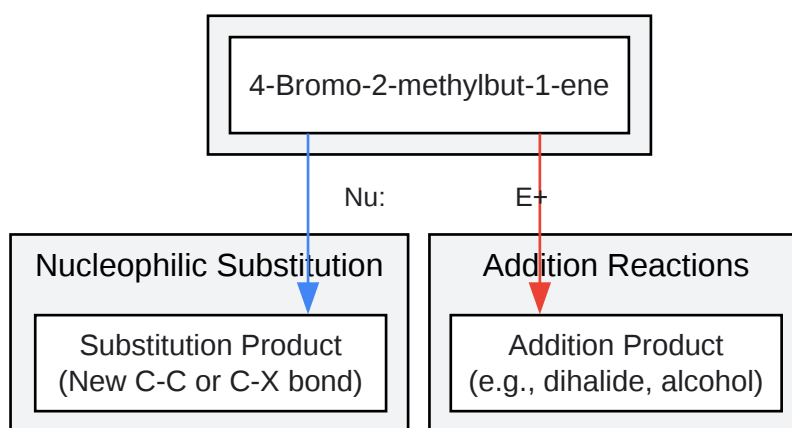 4-Bromo-2-methylbut-1-ene
Nu:
E+
Nucleophilic Substitution
Addition Reactions
Substitution Product
(New C-C or C-X bond)
Addition Product
(e.g., dihalide, alcohol)